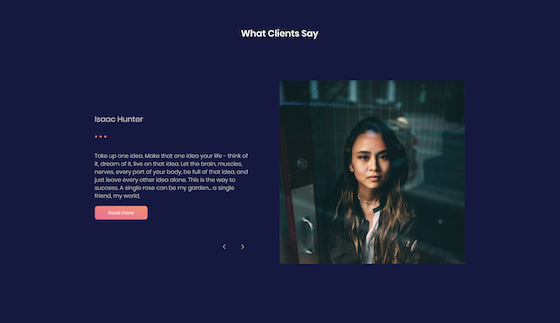 What Clients Say
Isaac Hunter
Take up one idea. Make that one idea your life - think of
it, dream of it, live on that idea. Let the brain, muscles,
nerves, every part of your body, be full of that idea, and
just leave every other idea alone. This is the way to
success. A single rose can be my garden... a single
friend, my world.
Read more